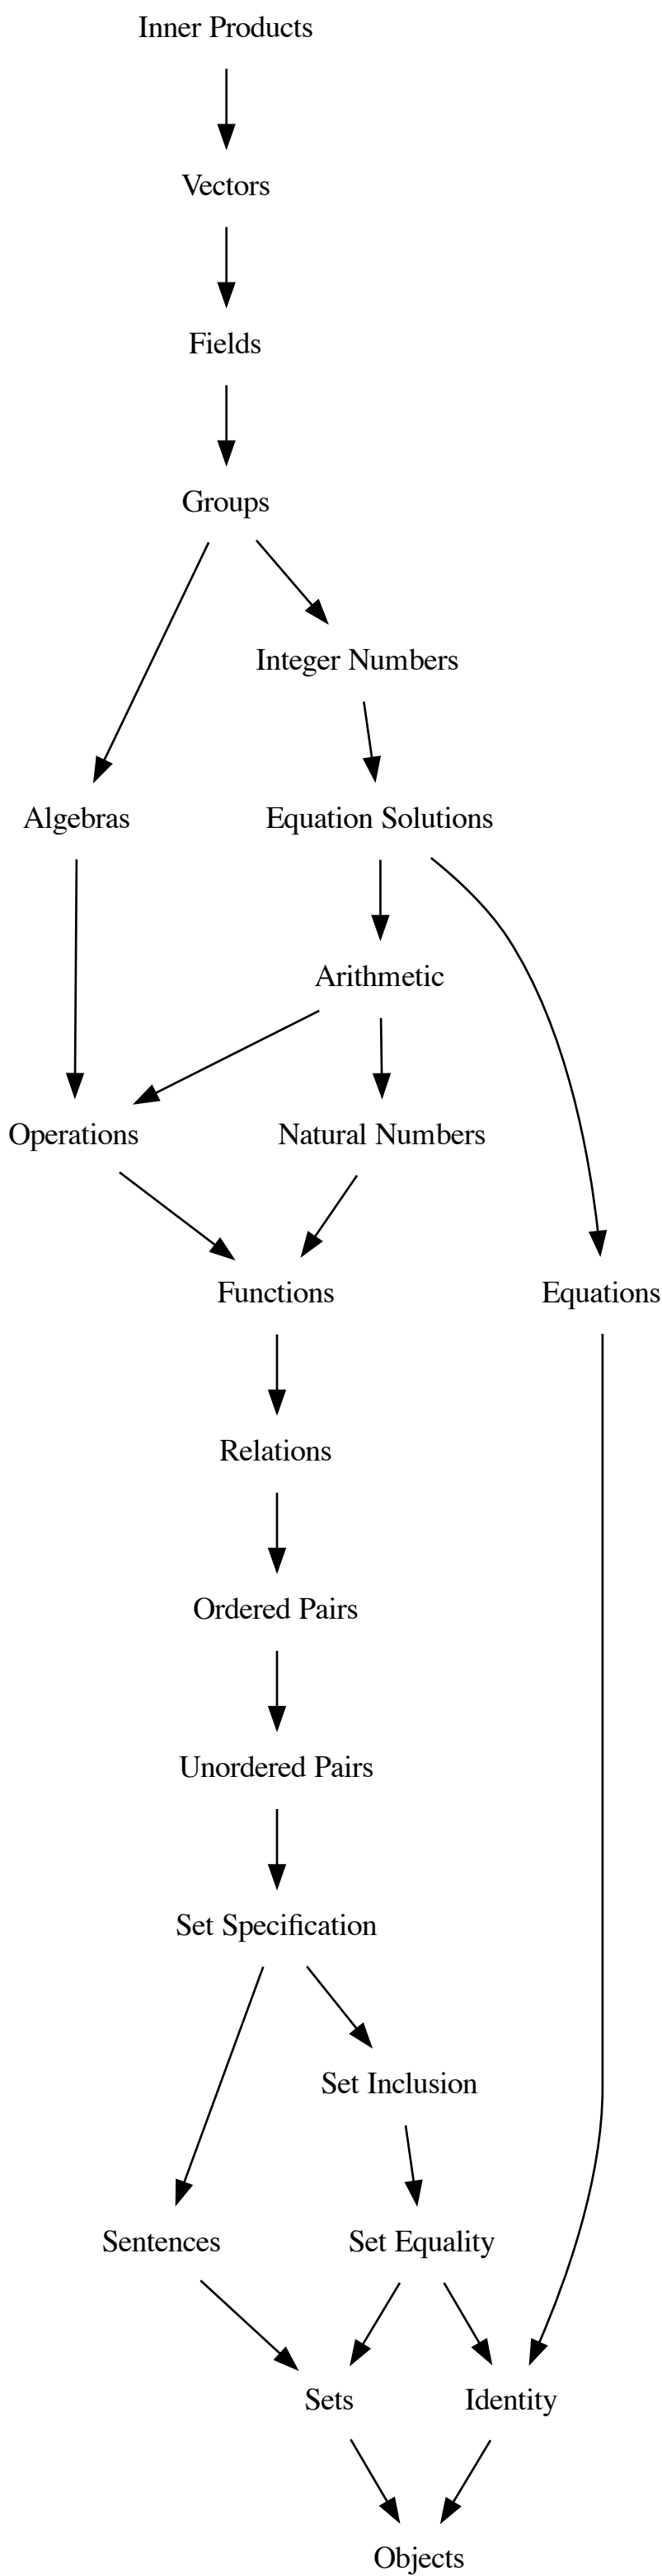 Inner Products
Vectors
Fields
Groups
Integer Numbers
Algebras
Equation Solutions
Arithmetic
Operations
Natural Numbers
Functions
Equations
Relations
Ordered Pairs
Unordered Pairs
Set Specification
Set Inclusion
Sentences
Set Equality
Sets
Identity
Objects